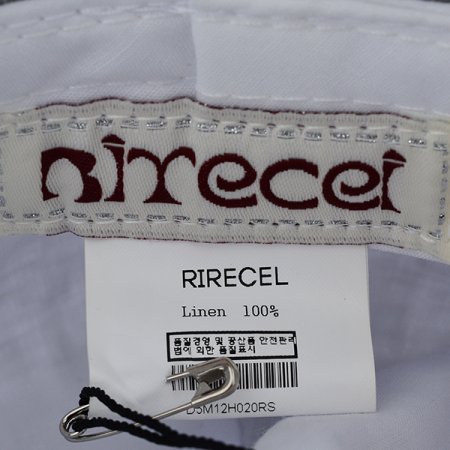 Rirecel
RIRECEL
Linen 100%
품질경영 및 공산품 안전관리
법에 의한 품질표시
D5M12H020RS